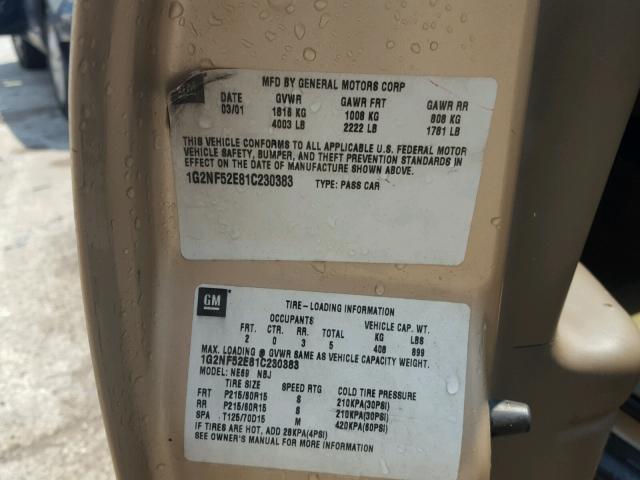 MFD BY GENERAL MOTORS CORP
DATE GVWR GAWR FRT GAWR RR
03/01 1816 KG 1008 KG 808 KG
4003 LB 2222 LB 1781 LB
THIS VEHICLE CONFORMS TO ALL APPLICABLE U.S. FEDERAL MOTOR
VEHICLE SAFETY, BUMPER, AND THEFT PREVENTION STANDARDS IN
EFFECT ON THE DATE OF MANUFACTURE SHOWN ABOVE.
1G2NF52E81C230383 TYPE: PASS CAR
GM
TIRE-LOADING INFORMATION
OCCUPANTS VEHICLE CAP. WT.
FRT. CTR. RR. TOTAL KG LBS
2 0 3 5 408 899
MAX. LOADING @ GVWR SAME AS VEHICLE CAPACITY WEIGHT.
1G2NF52E81C230383
MODEL: NE69 NBJ
TIRE SIZE SPEED RTG COLD TIRE PRESSURE
FRT P215/60R15 S 210KPA(30PSI)
RR P215/60R15 S 210KPA(30PSI)
SPA T125/70D15 M 420KPA(60PSI)
IF TIRES ARE HOT, ADD 28KPA(4PSI)
SEE OWNER'S MANUAL FOR MORE INFORMATION